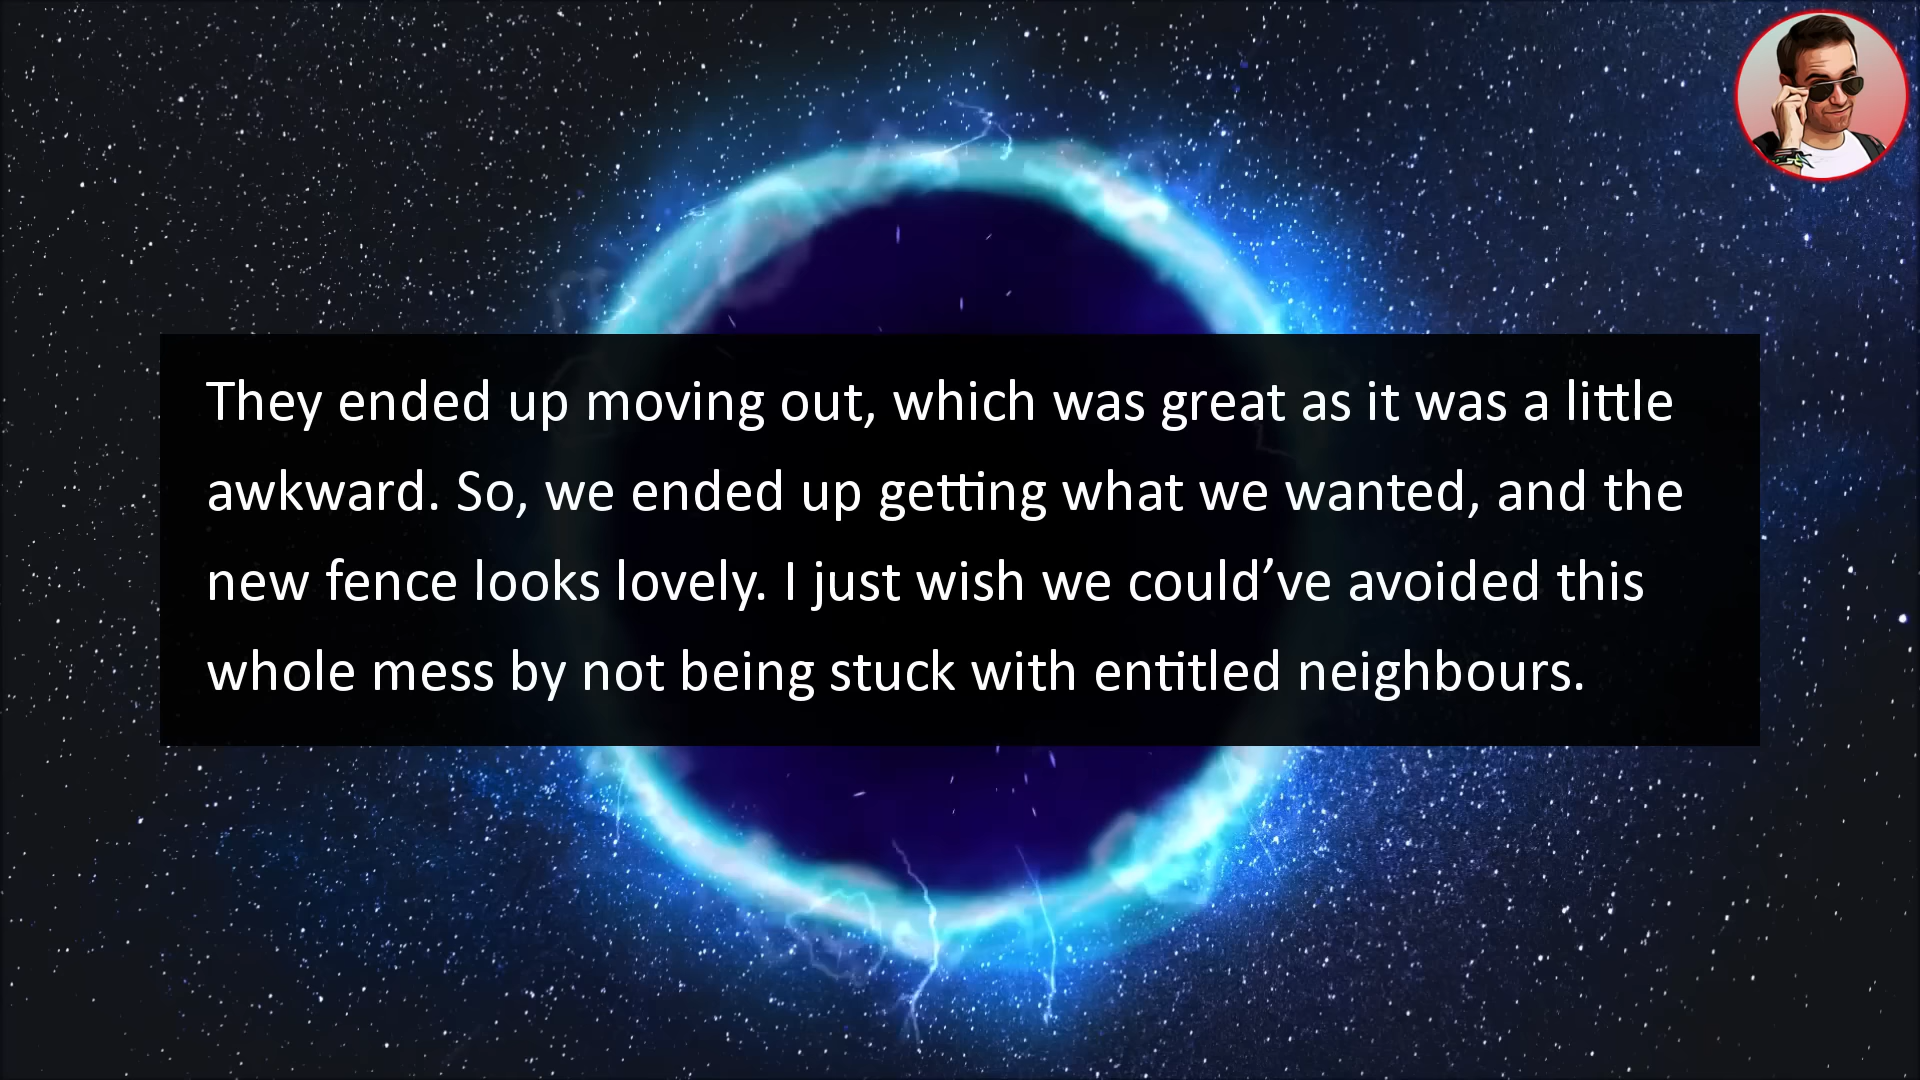 They ended up moving out, which was great as it was a little
awkward. So, we ended up getting what we wanted, and the
new fence looks lovely. I just wish we could’ve avoided this
whole mess by not being stuck with entitled neighbours.